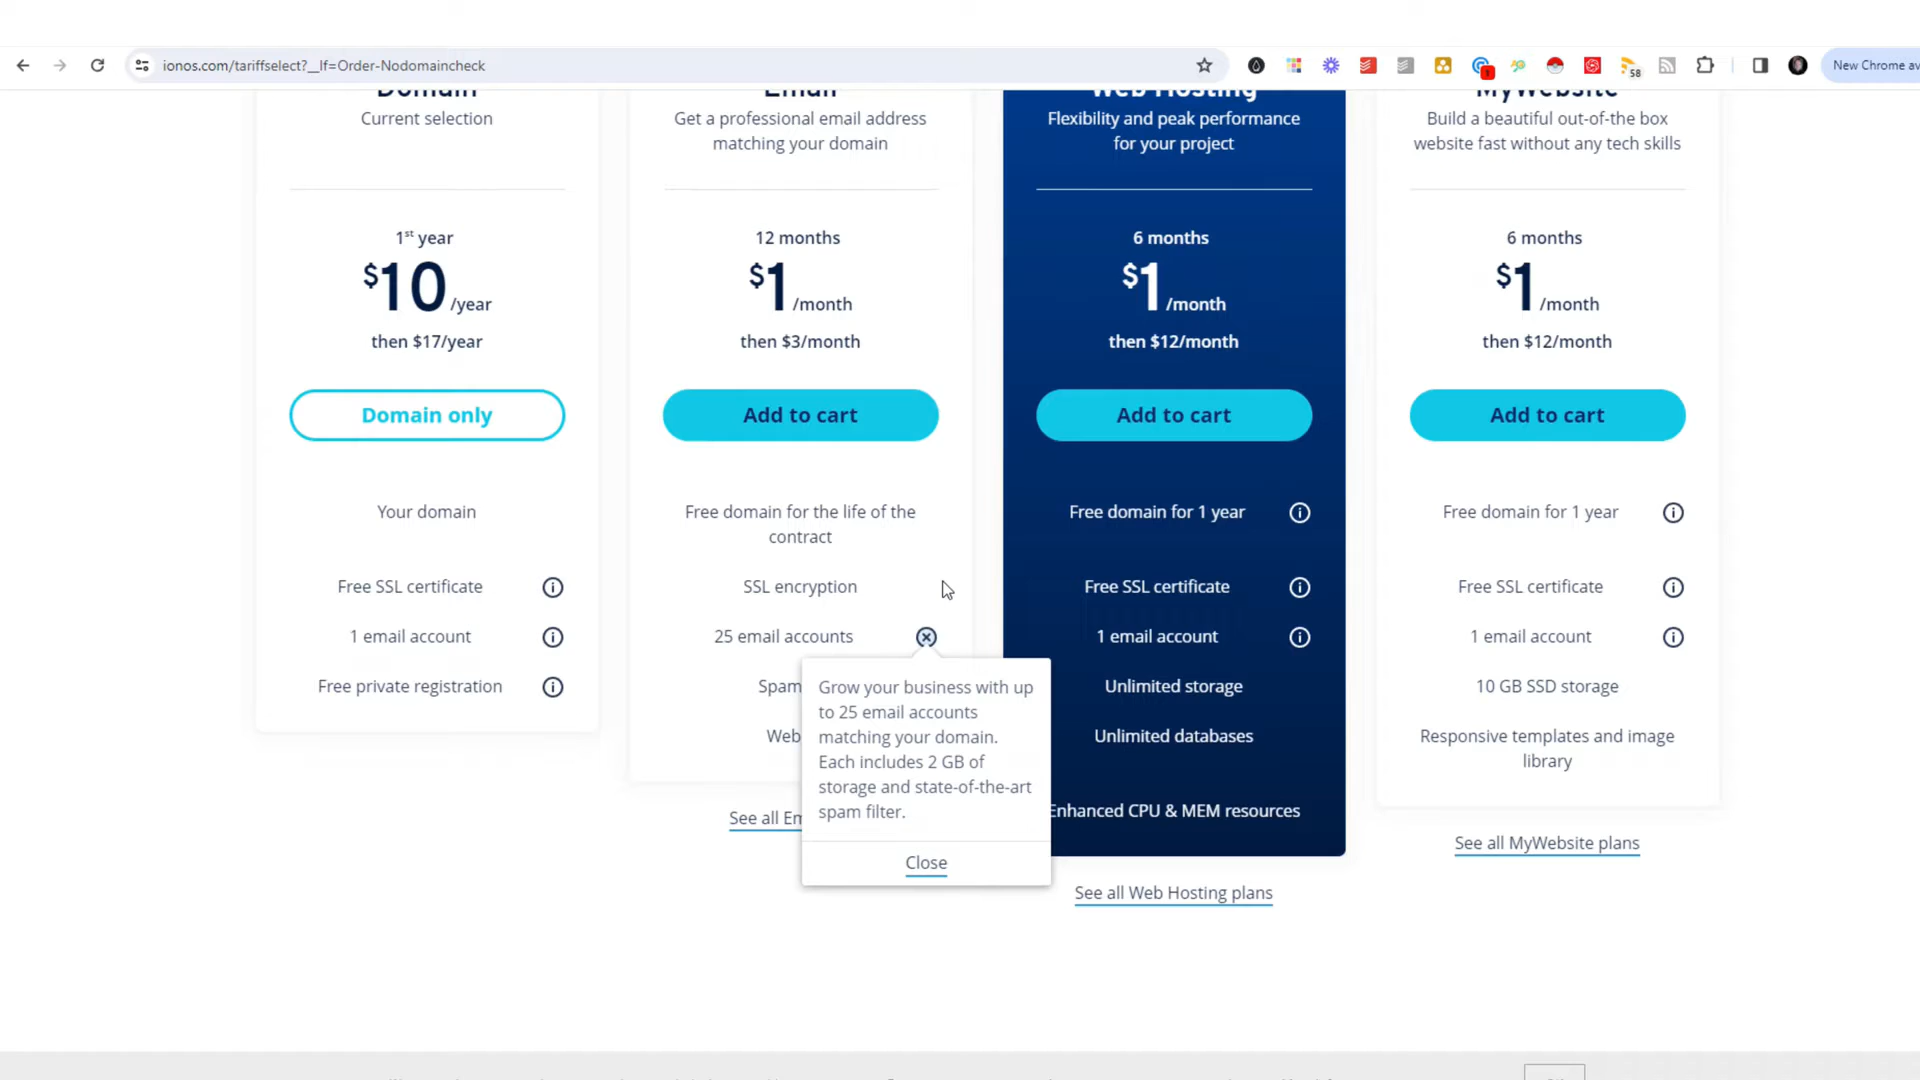 ionos.com/tariffselect?__lf=Order-Nodomaincheck
9
58
New Chrome av
Domain
Current selection
1st year
$10/year
then $17/year
Domain only
Your domain
Free SSL certificate
1 email account
Free private registration
Email
Get a professional email address
matching your domain
12 months
$1/month
then $3/month
Add to cart
Free domain for the life of the
contract
SSL encryption
25 email accounts
Spam
Web
See all Em
Grow your business with up
to 25 email accounts
matching your domain.
Each includes 2 GB of
storage and state-of-the-art
spam filter.
Close
Web Hosting
Flexibility and peak performance
for your project
6 months
$1/month
then $12/month
Add to cart
Free domain for 1 year
Free SSL certificate
1 email account
Unlimited storage
Unlimited databases
Enhanced CPU & MEM resources
See all Web Hosting plans
MyWebsite
Build a beautiful out-of-the box
website fast without any tech skills
6 months
$1/month
then $12/month
Add to cart
Free domain for 1 year
Free SSL certificate
1 email account
10 GB SSD storage
Responsive templates and image
library
See all MyWebsite plans